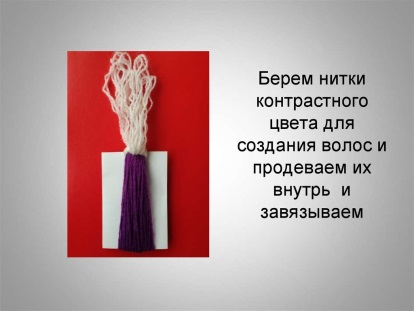 Берем нитки
контрастного
цвета для
создания волос и
продеваем их
внутрь  и
завязываем